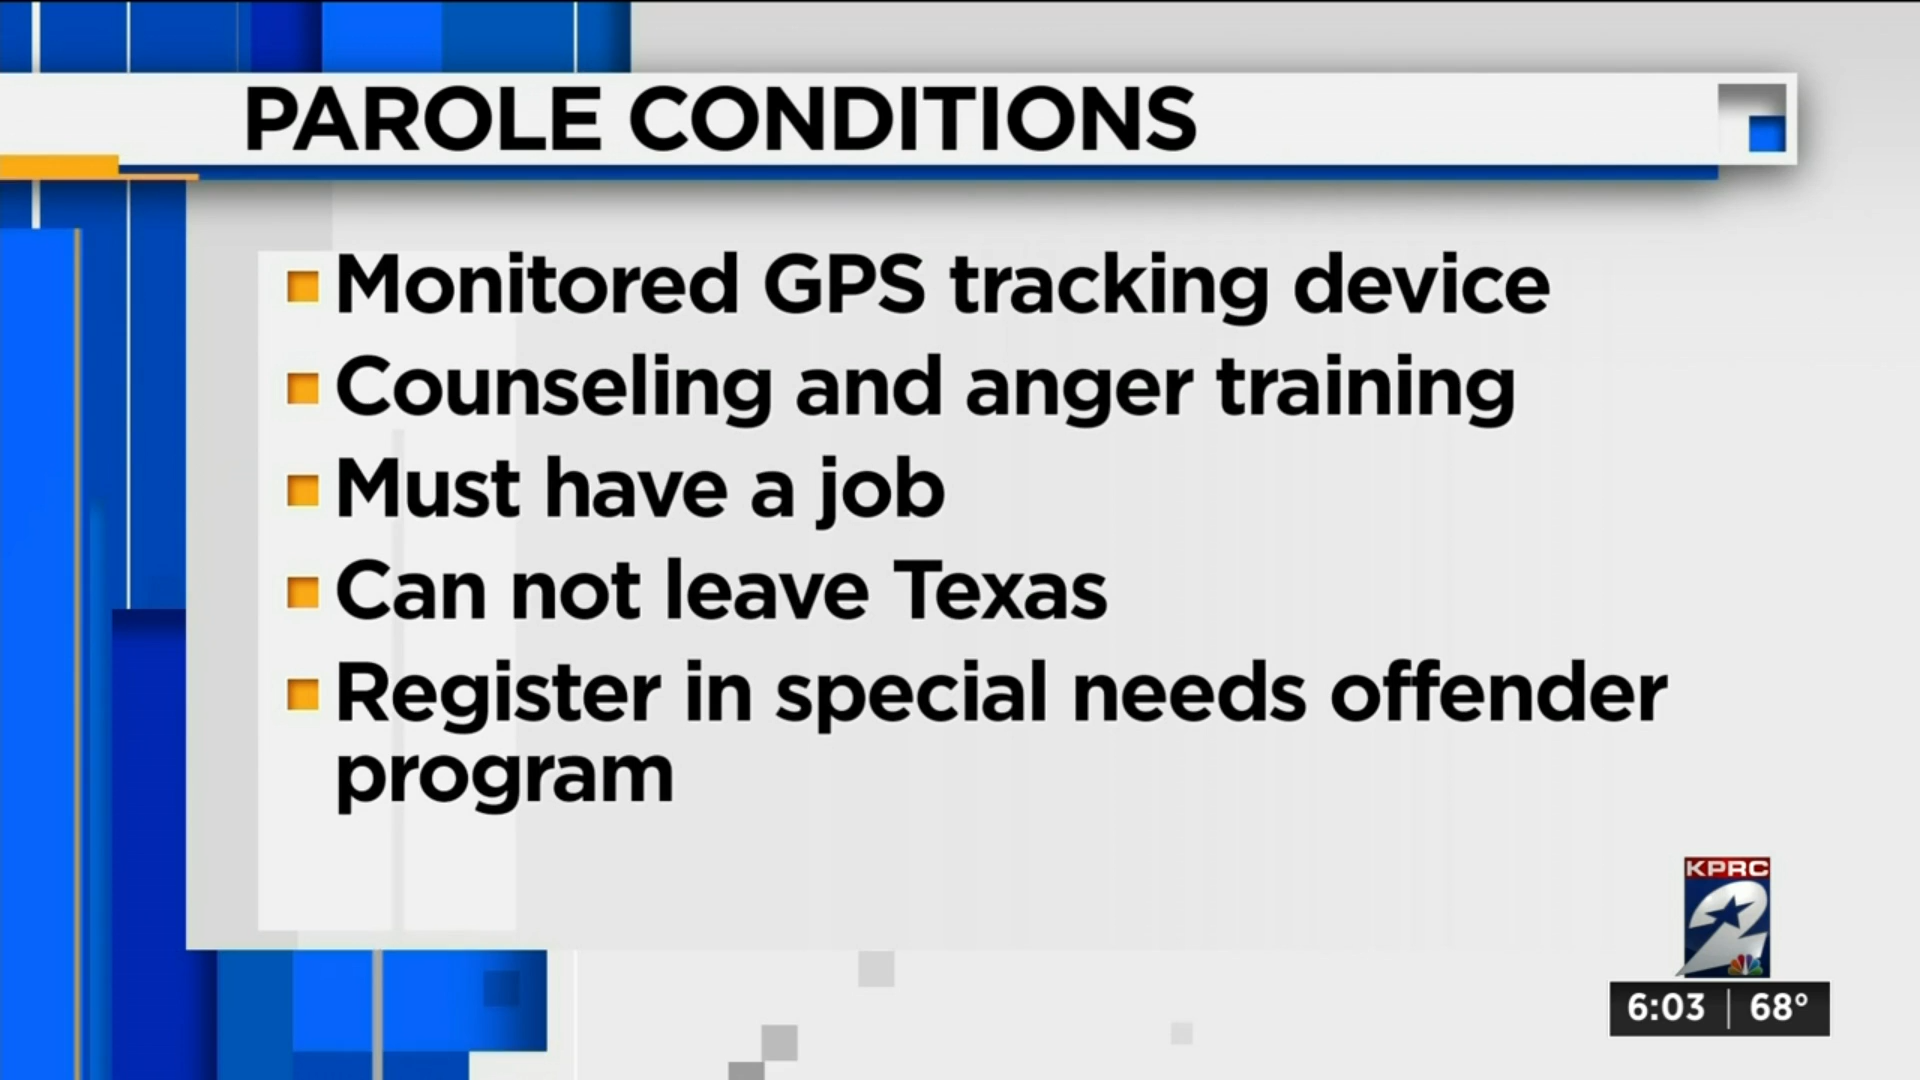 PAROLE CONDITIONS
Monitored GPS tracking device
Counseling and anger training
Must have a job
Can not leave Texas
Register in special needs offender
program
KPRC
2
6:03 68°